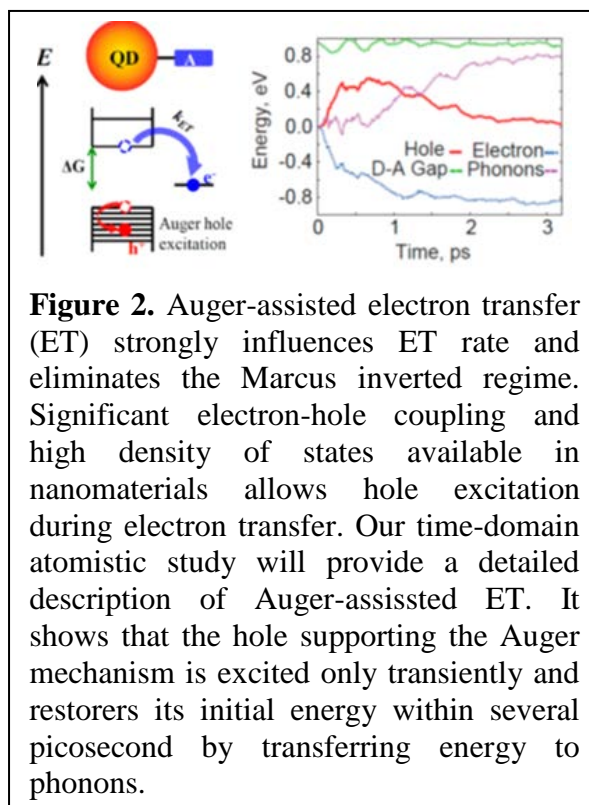 E
QD
A
k_ET
ΔG
e-
Auger hole
excitation
h+
Energy, eV
0.8
0.4
0.0
-0.4
-0.8
Hole
Electron
D-A Gap
Phonons
0 1 2 3
Time, ps
Figure 2. Auger-assisted electron transfer
(ET) strongly influences ET rate and
eliminates the Marcus inverted regime.
Significant electron-hole coupling and
high density of states available in
nanomaterials allows hole excitation
during electron transfer. Our time-domain
atomistic study will provide a detailed
description of Auger-assissted ET. It
shows that the hole supporting the Auger
mechanism is excited only transiently and
restorers its initial energy within several
picosecond by transferring energy to
phonons.